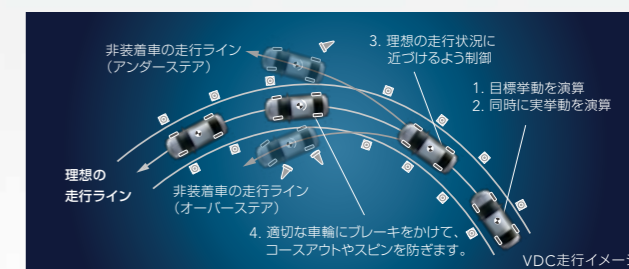 非装着車の走行ライン
（アンダーステア）
3. 理想の走行状況に
近づけるよう制御
1. 目標挙動を演算
2. 同時に実挙動を演算
理想の
走行ライン
非装着車の走行ライン
（オーバーステア）
4. 適切な車輪にブレーキをかけて、
コースアウトやスピンを防ぎます。
VDC走行イメージ